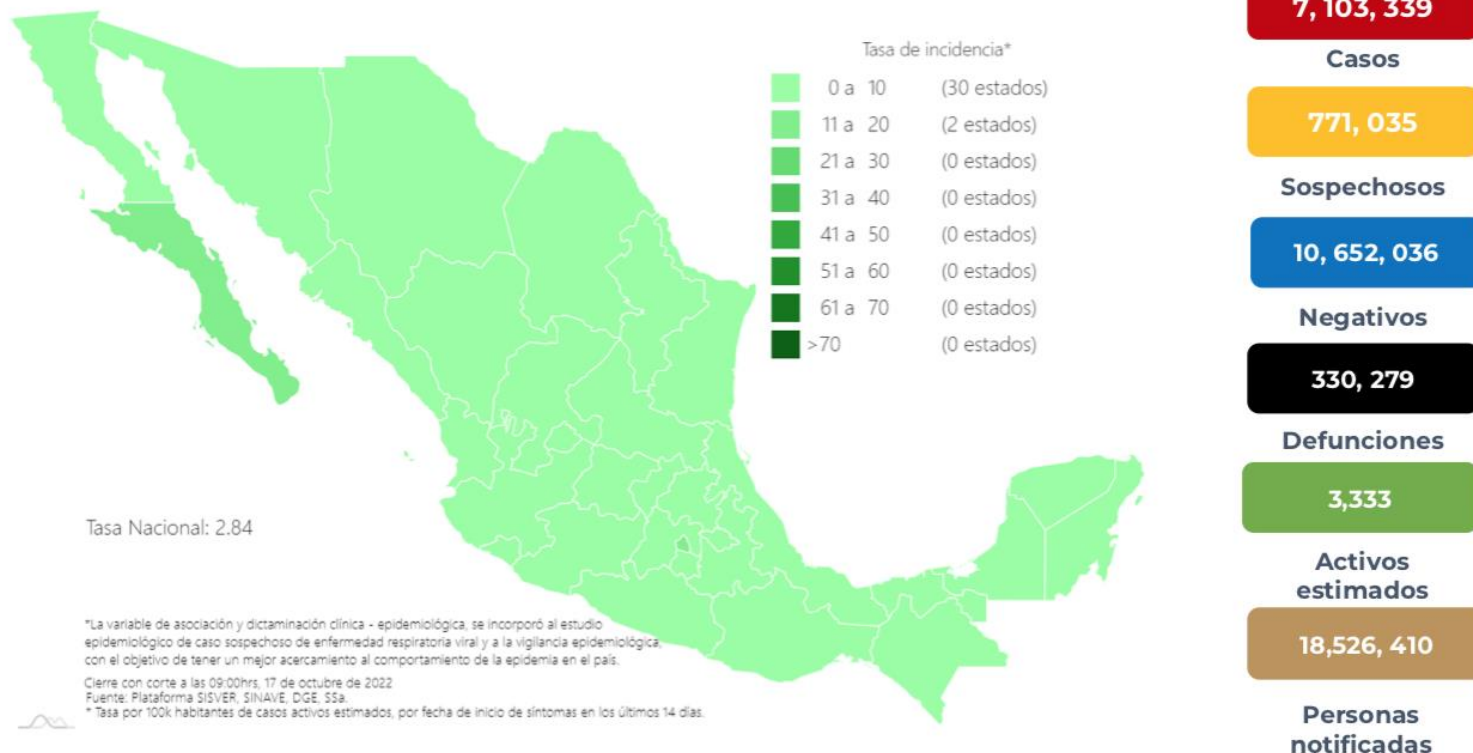 Tasa de incidencia*
0 a 10 (30 estados)
11 a 20 (2 estados)
21 a 30 (0 estados)
31 a 40 (0 estados)
41 a 50 (0 estados)
51 a 60 (0 estados)
61 a 70 (0 estados)
>70 (0 estados)
Tasa Nacional: 2.84
*La variable de asociación y dictaminación clínica - epidemiológica, se incorporó al estudio
epidemiológico de caso sospechoso de enfermedad respiratoria viral y a la vigilancia epidemiológica,
con el objetivo de tener un mejor acercamiento al comportamiento de la epidemia en el país.
Cierre con corte a las 09:00hrs, 17 de octubre de 2022
Fuente: Plataforma SISVER, SINAVE, DGE, SSa.
* Tasa por 100k habitantes de casos activos estimados, por fecha de inicio de síntomas en los últimos 14 días.
7, 103, 339
Casos
771, 035
Sospechosos
10, 652, 036
Negativos
330, 279
Defunciones
3,333
Activos
estimados
18,526, 410
Personas
notificadas